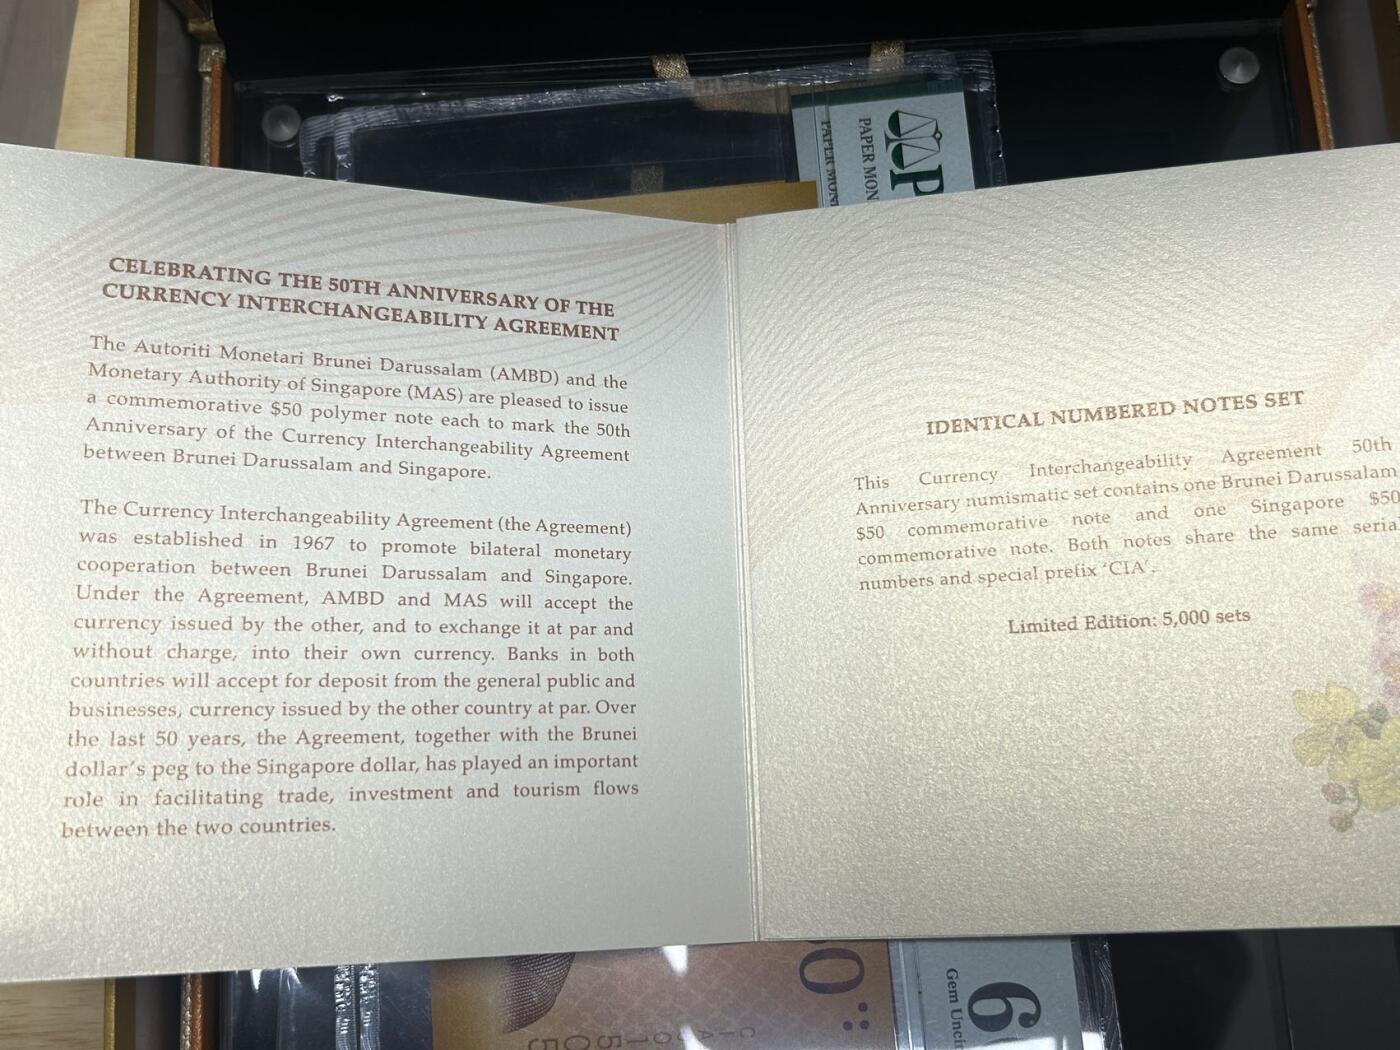 PAPER MON
PAPER MON
CELEBRATING THE 50TH ANNIVERSARY OF THE
CURRENCY INTERCHANGEABILITY AGREEMENT
The Autoriti Monetari Brunei Darussalam (AMBD) and the
Monetary Authority of Singapore (MAS) are pleased to issue
a commemorative $50 polymer note each to mark the 50th
Anniversary of the Currency Interchangeability Agreement
between Brunei Darussalam and Singapore.
The Currency Interchangeability Agreement (the Agreement)
was established in 1967 to promote bilateral monetary
cooperation between Brunei Darussalam and Singapore.
Under the Agreement, AMBD and MAS will accept the
currency issued by the other, and to exchange it at par and
without charge, into their own currency. Banks in both
countries will accept for deposit from the general public and
businesses, currency issued by the other country at par. Over
the last 50 years, the Agreement, together with the Brunei
dollar's peg to the Singapore dollar, has played an important
role in facilitating trade, investment and tourism flows
between the two countries.
IDENTICAL NUMBERED NOTES SET
This Currency Interchangeability Agreement 50th
Anniversary numismatic set contains one Brunei Darussalam
$50 commemorative note and one Singapore $50
commemorative note. Both notes share the same seria
numbers and special prefix 'CIA'.
Limited Edition: 5,000 sets
6
Gem Unci